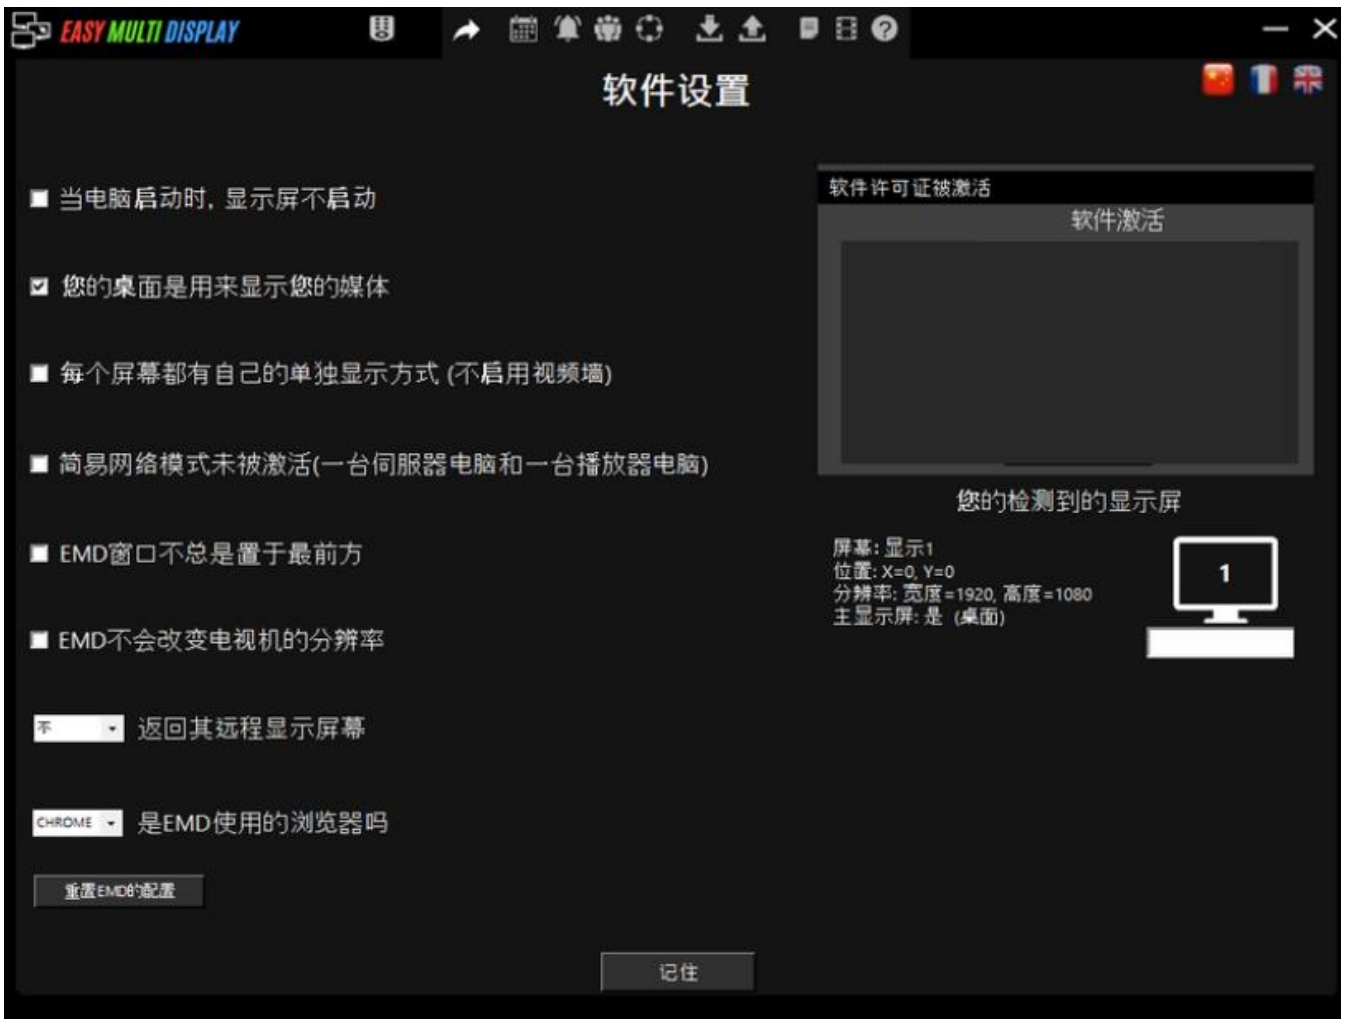 EASY MULTI DISPLAY
软件设置
当电脑启动时, 显示屏不启动
您的桌面是用来显示您的媒体
每个屏幕都有自己的单独显示方式 (不启用视频墙)
简易网络模式未被激活(一台伺服器电脑和一台播放器电脑)
EMD窗口不总是置于最前方
EMD不会改变电视机的分辨率
不 返回其远程显示屏幕
CHROME 是EMD使用的浏览器吗
重置EMD的配置
软件许可证被激活
软件激活
您的检测到的显示屏
屏幕: 显示1
位置: X=0, Y=0
分辨率: 宽度=1920, 高度=1080
主显示屏: 是 (桌面)
1
记住